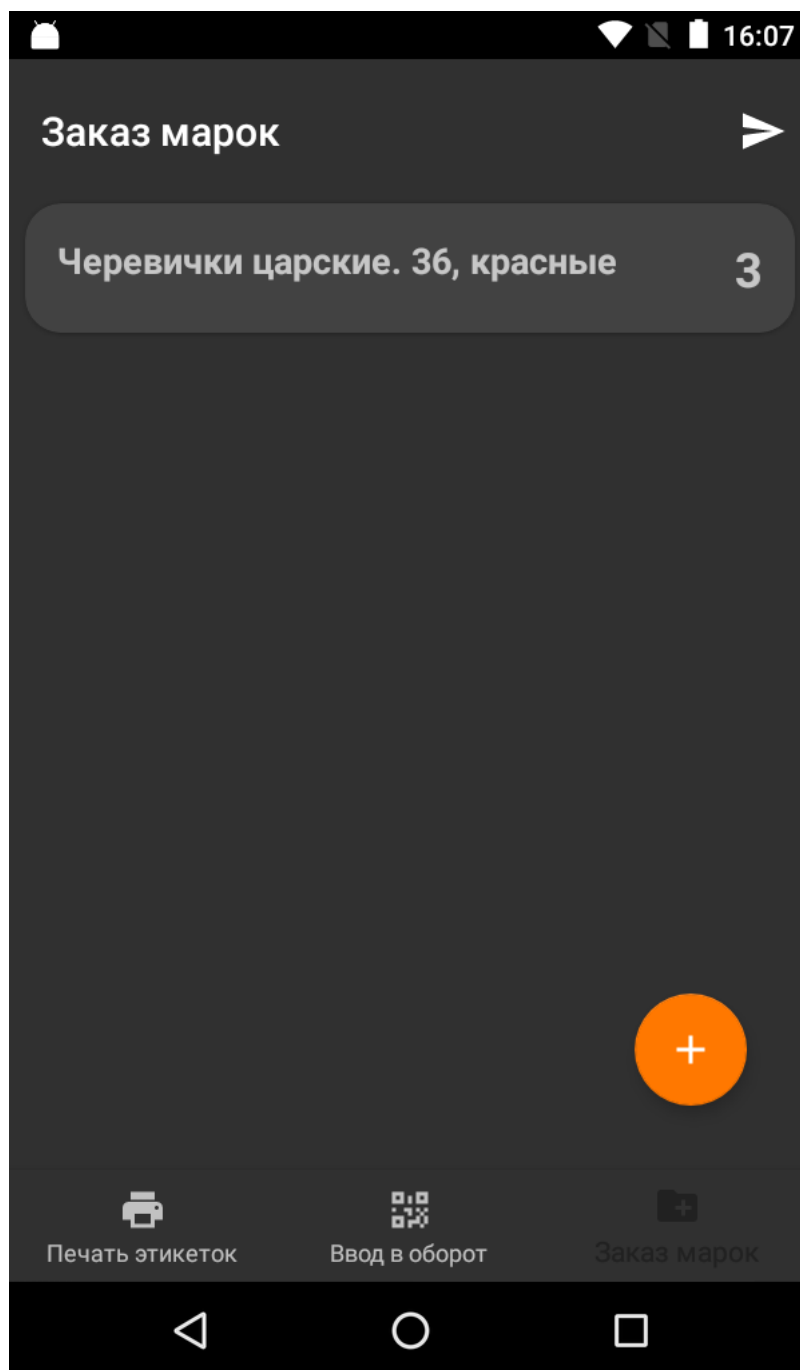 16:07
Заказ марок
Черевички царские. 36, красные
3
Печать этикеток
Ввод в оборот
Заказ марок